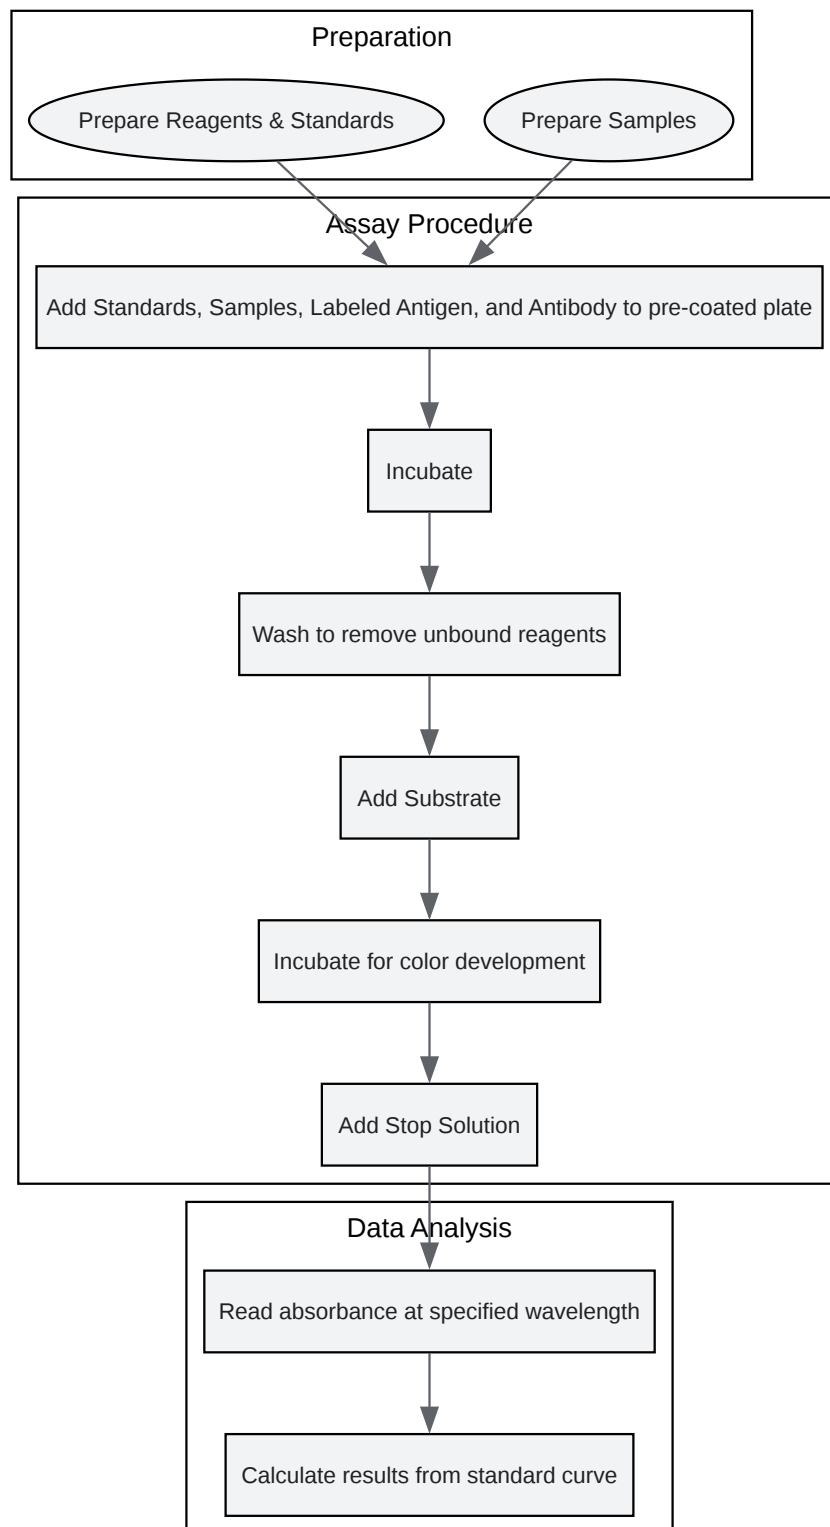 Preparation
Prepare Reagents & Standards
Prepare Samples
Assay Procedure
Add Standards, Samples, Labeled Antigen, and Antibody to pre-coated plate
Incubate
Wash to remove unbound reagents
Add Substrate
Incubate for color development
Add Stop Solution
Data Analysis
Read absorbance at specified wavelength
Calculate results from standard curve